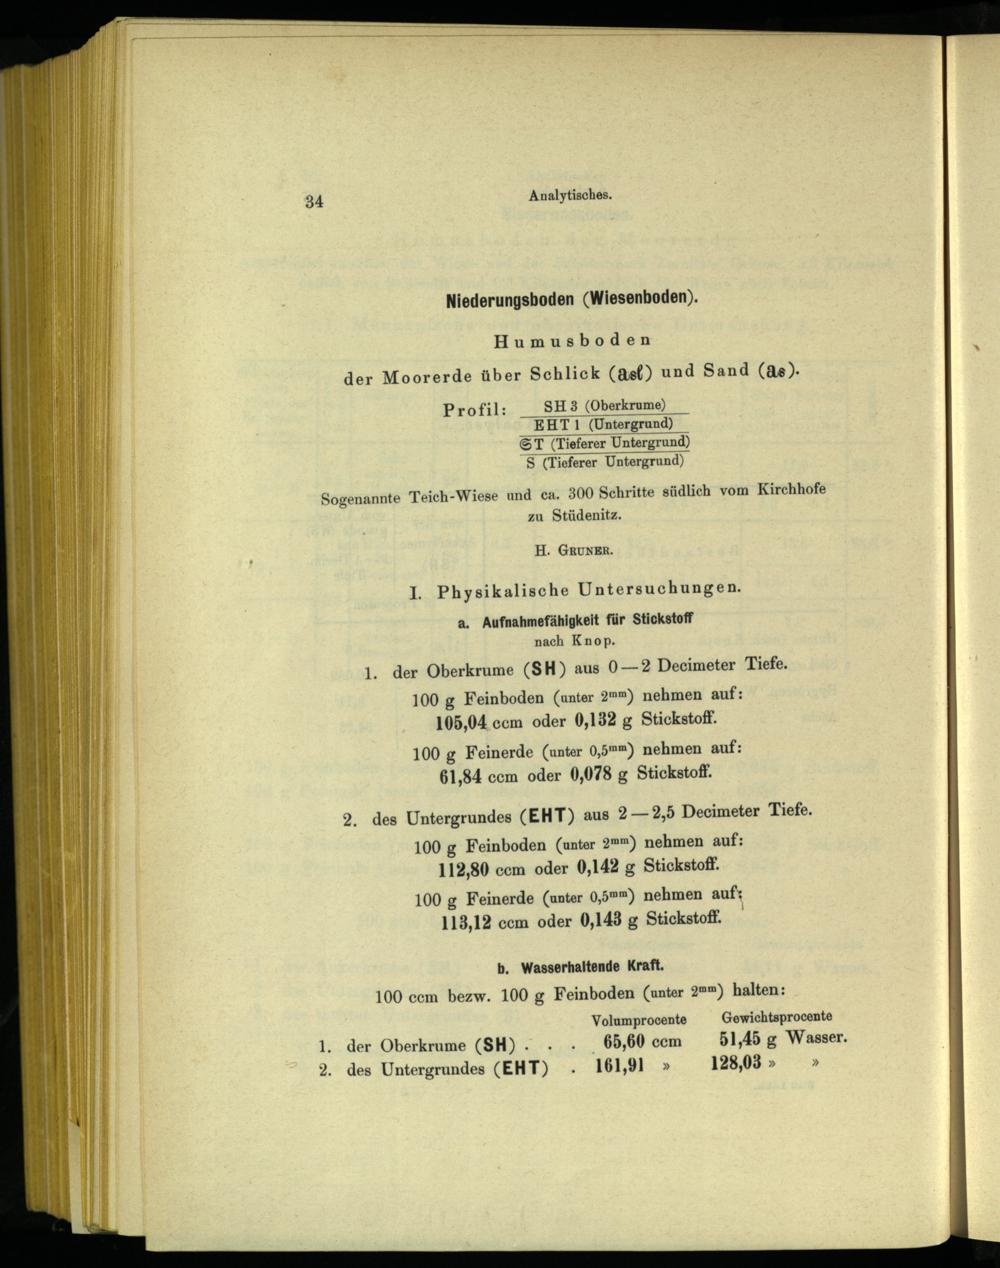 34
Analytisches.
Niederungsboden (Wiesenboden).
Humusboden
der Moorerde über Schlick (asl) und Sand (as).
Profil: SH 3 (Oberkrume)
EHT 1 (Untergrund)
ST (Tieferer Untergrund)
S (Tieferer Untergrund)
Sogenannte Teich-Wiese und ca. 300 Schritte südlich vom Kirchhofe
zu Stüdenitz.
H. GRUNER.
I. Physikalische Untersuchungen.
a. Aufnahmefähigkeit für Stickstoff
nach Knop.
1. der Oberkrume (SH) aus 0—2 Decimeter Tiefe.
100 g Feinboden (unter 2mm) nehmen auf:
105,04 ccm oder 0,132 g Stickstoff.
100 g Feinerde (unter 0,5mm) nehmen auf:
61,84 ccm oder 0,078 g Stickstoff.
2. des Untergrundes (EHT) aus 2—2,5 Decimeter Tiefe.
100 g Feinboden (unter 2mm) nehmen auf:
112,80 ccm oder 0,142 g Stickstoff.
100 g Feinerde (unter 0,5mm) nehmen auf:
113,12 ccm oder 0,143 g Stickstoff.
b. Wasserhaltende Kraft.
100 ccm bezw. 100 g Feinboden (unter 2mm) halten:
Volumprocente Gewichtsprocente
1. der Oberkrume (SH) . . . 65,60 ccm 51,45 g Wasser.
2. des Untergrundes (EHT) . 161,91 » 128,03 » »